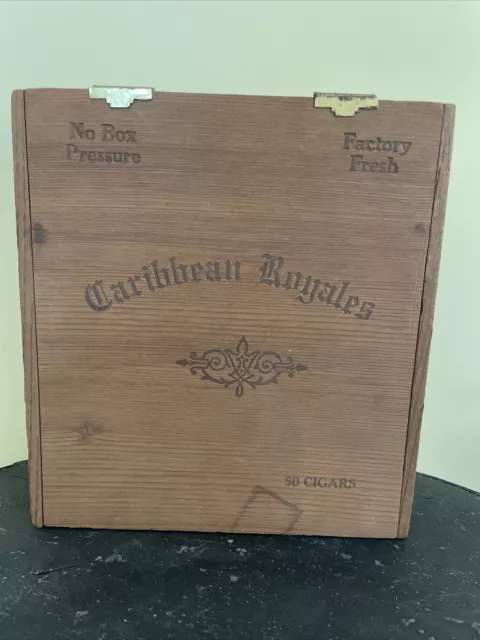 No Box
Pressure
Factory
Fresh
Caribbean Royales
50 CIGARS